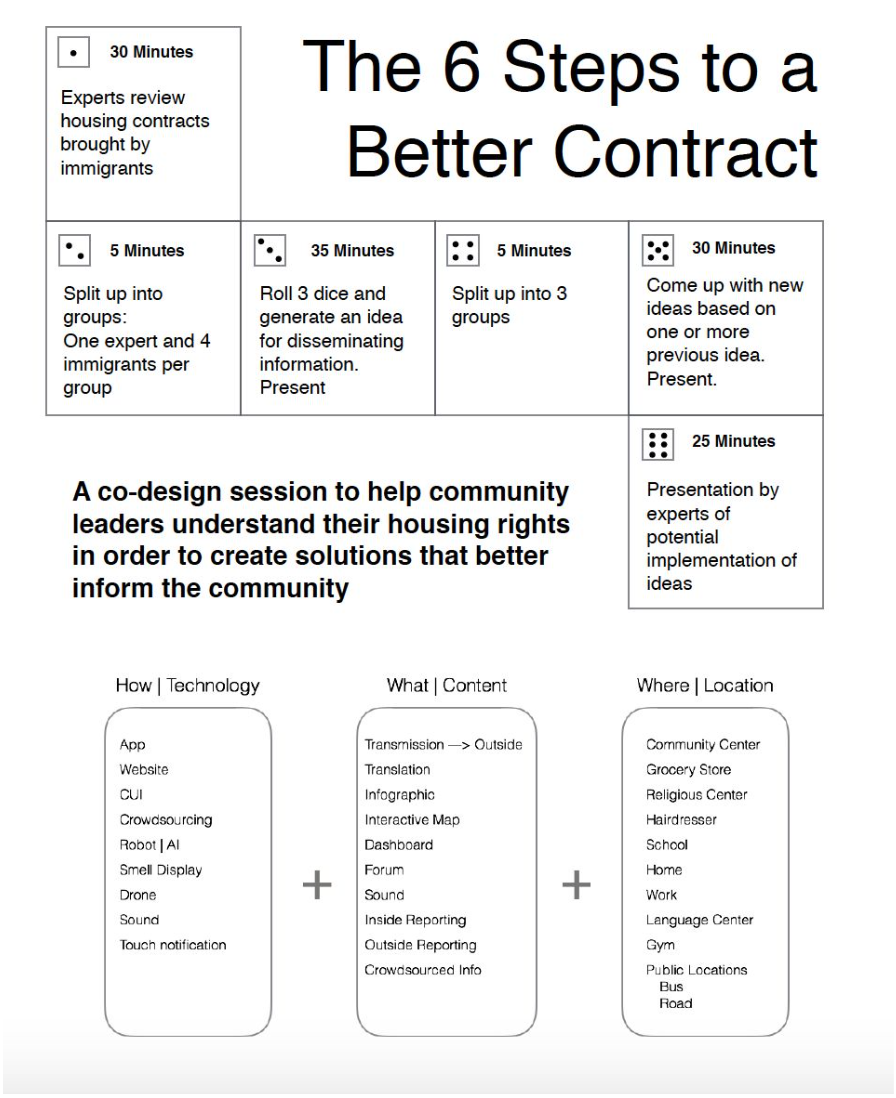 The 6 Steps to a
Better Contract
30 Minutes
Experts review
housing contracts
brought by
immigrants
5 Minutes
Split up into
groups:
One expert and 4
immigrants per
group
35 Minutes
Roll 3 dice and
generate an idea
for disseminating
information.
Present
5 Minutes
Split up into 3
groups
30 Minutes
Come up with new
ideas based on
one or more
previous idea.
Present.
25 Minutes
Presentation by
experts of
potential
implementation of
ideas
A co-design session to help community
leaders understand their housing rights
in order to create solutions that better
inform the community
How | Technology
App
Website
CUI
Crowdsourcing
Robot | AI
Smell Display
Drone
Sound
Touch notification
+
What | Content
Transmission —> Outside
Translation
Infographic
Interactive Map
Dashboard
Forum
Sound
Inside Reporting
Outside Reporting
Crowdsourced Info
+
Where | Location
Community Center
Grocery Store
Religious Center
Hairdresser
School
Home
Work
Language Center
Gym
Public Locations
Bus
Road